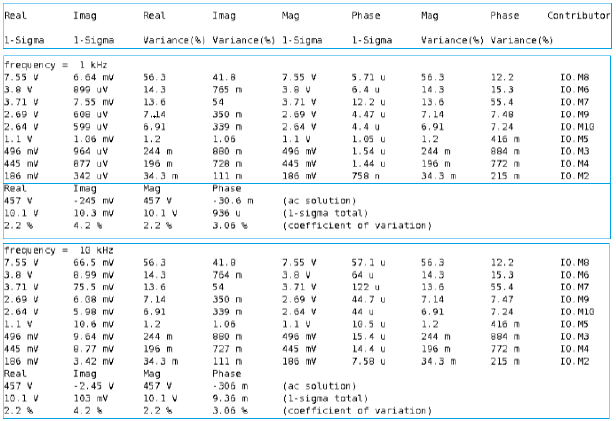 Real Imag Real Imag Mag Phase Mag Phase Contributor
1-Sigma 1-Sigma Variance(%) Variance(%) 1-Sigma 1-Sigma Variance(%) Variance(%)
frequency = 1 kHz
7.55 V 6.64 mV 56.3 41.8 7.55 V 5.71 u 56.3 12.2 I0.M8
3.8 V 899 uV 14.3 765 m 3.8 V 6.4 u 14.3 15.3 I0.M6
3.71 V 7.55 mV 13.6 54 3.71 V 12.2 u 13.6 55.4 I0.M7
2.69 V 608 uV 7.14 350 m 2.69 V 4.47 u 7.14 7.48 I0.M9
2.64 V 599 uV 6.91 339 m 2.64 V 4.4 u 6.91 7.24 I0.M10
1.1 V 1.06 mV 1.2 1.06 1.1 V 1.05 u 1.2 416 m I0.M5
496 mV 964 uV 244 m 880 m 496 mV 1.54 u 244 m 884 m I0.M3
445 mV 877 uV 196 m 728 m 445 mV 1.44 u 196 m 772 m I0.M4
186 mV 342 uV 34.3 m 111 m 186 mV 758 n 34.3 m 215 m I0.M2
Real Imag Mag Phase
457 V -245 mV 457 V -30.6 m (ac solution)
10.1 V 10.3 mV 10.1 V 936 u (1-sigma total)
2.2 % 4.2 % 2.2 % 3.06 % (coefficient of variation)
frequency = 10 kHz
7.55 V 66.5 mV 56.3 41.8 7.55 V 57.1 u 56.3 12.2 I0.M8
3.8 V 8.99 mV 14.3 764 m 3.8 V 64 u 14.3 15.3 I0.M6
3.71 V 75.5 mV 13.6 54 3.71 V 122 u 13.6 55.4 I0.M7
2.69 V 6.08 mV 7.14 350 m 2.69 V 44.7 u 7.14 7.47 I0.M9
2.64 V 5.98 mV 6.91 339 m 2.64 V 44 u 6.91 7.24 I0.M10
1.1 V 10.6 mV 1.2 1.06 1.1 V 10.5 u 1.2 416 m I0.M5
496 mV 9.64 mV 244 m 880 m 496 mV 15.4 u 244 m 884 m I0.M3
445 mV 8.77 mV 196 m 727 m 445 mV 14.4 u 196 m 772 m I0.M4
186 mV 3.42 mV 34.3 m 111 m 186 mV 7.58 u 34.3 m 215 m I0.M2
Real Imag Mag Phase
457 V -2.45 V 457 V -306 m (ac solution)
10.1 V 103 mV 10.1 V 9.36 m (1-sigma total)
2.2 % 4.2 % 2.2 % 3.06 % (coefficient of variation)